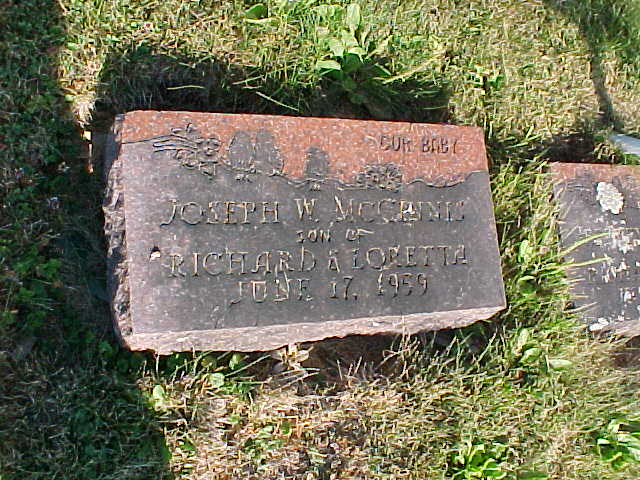 OUR BABY
JOSEPH W. MCGINNIS
SON OF
RICHARD & LORETTA
JUNE 17, 1959